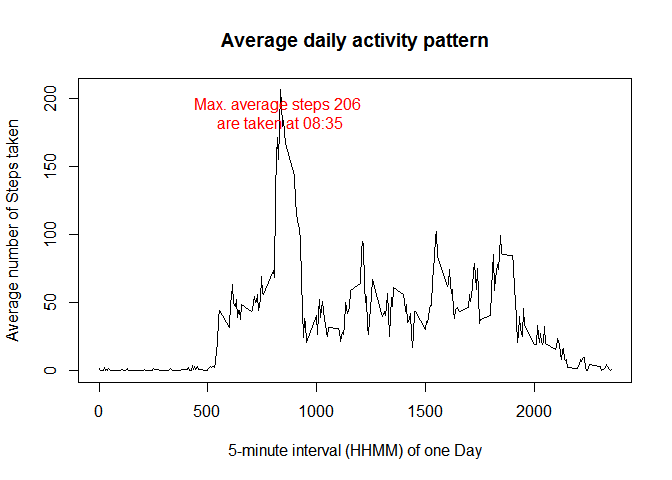 Average daily activity pattern
Max. average steps 206
are taken at 08:35
Average number of Steps taken
200
150
100
50
0
0 500 1000 1500 2000
5-minute interval (HHMM) of one Day